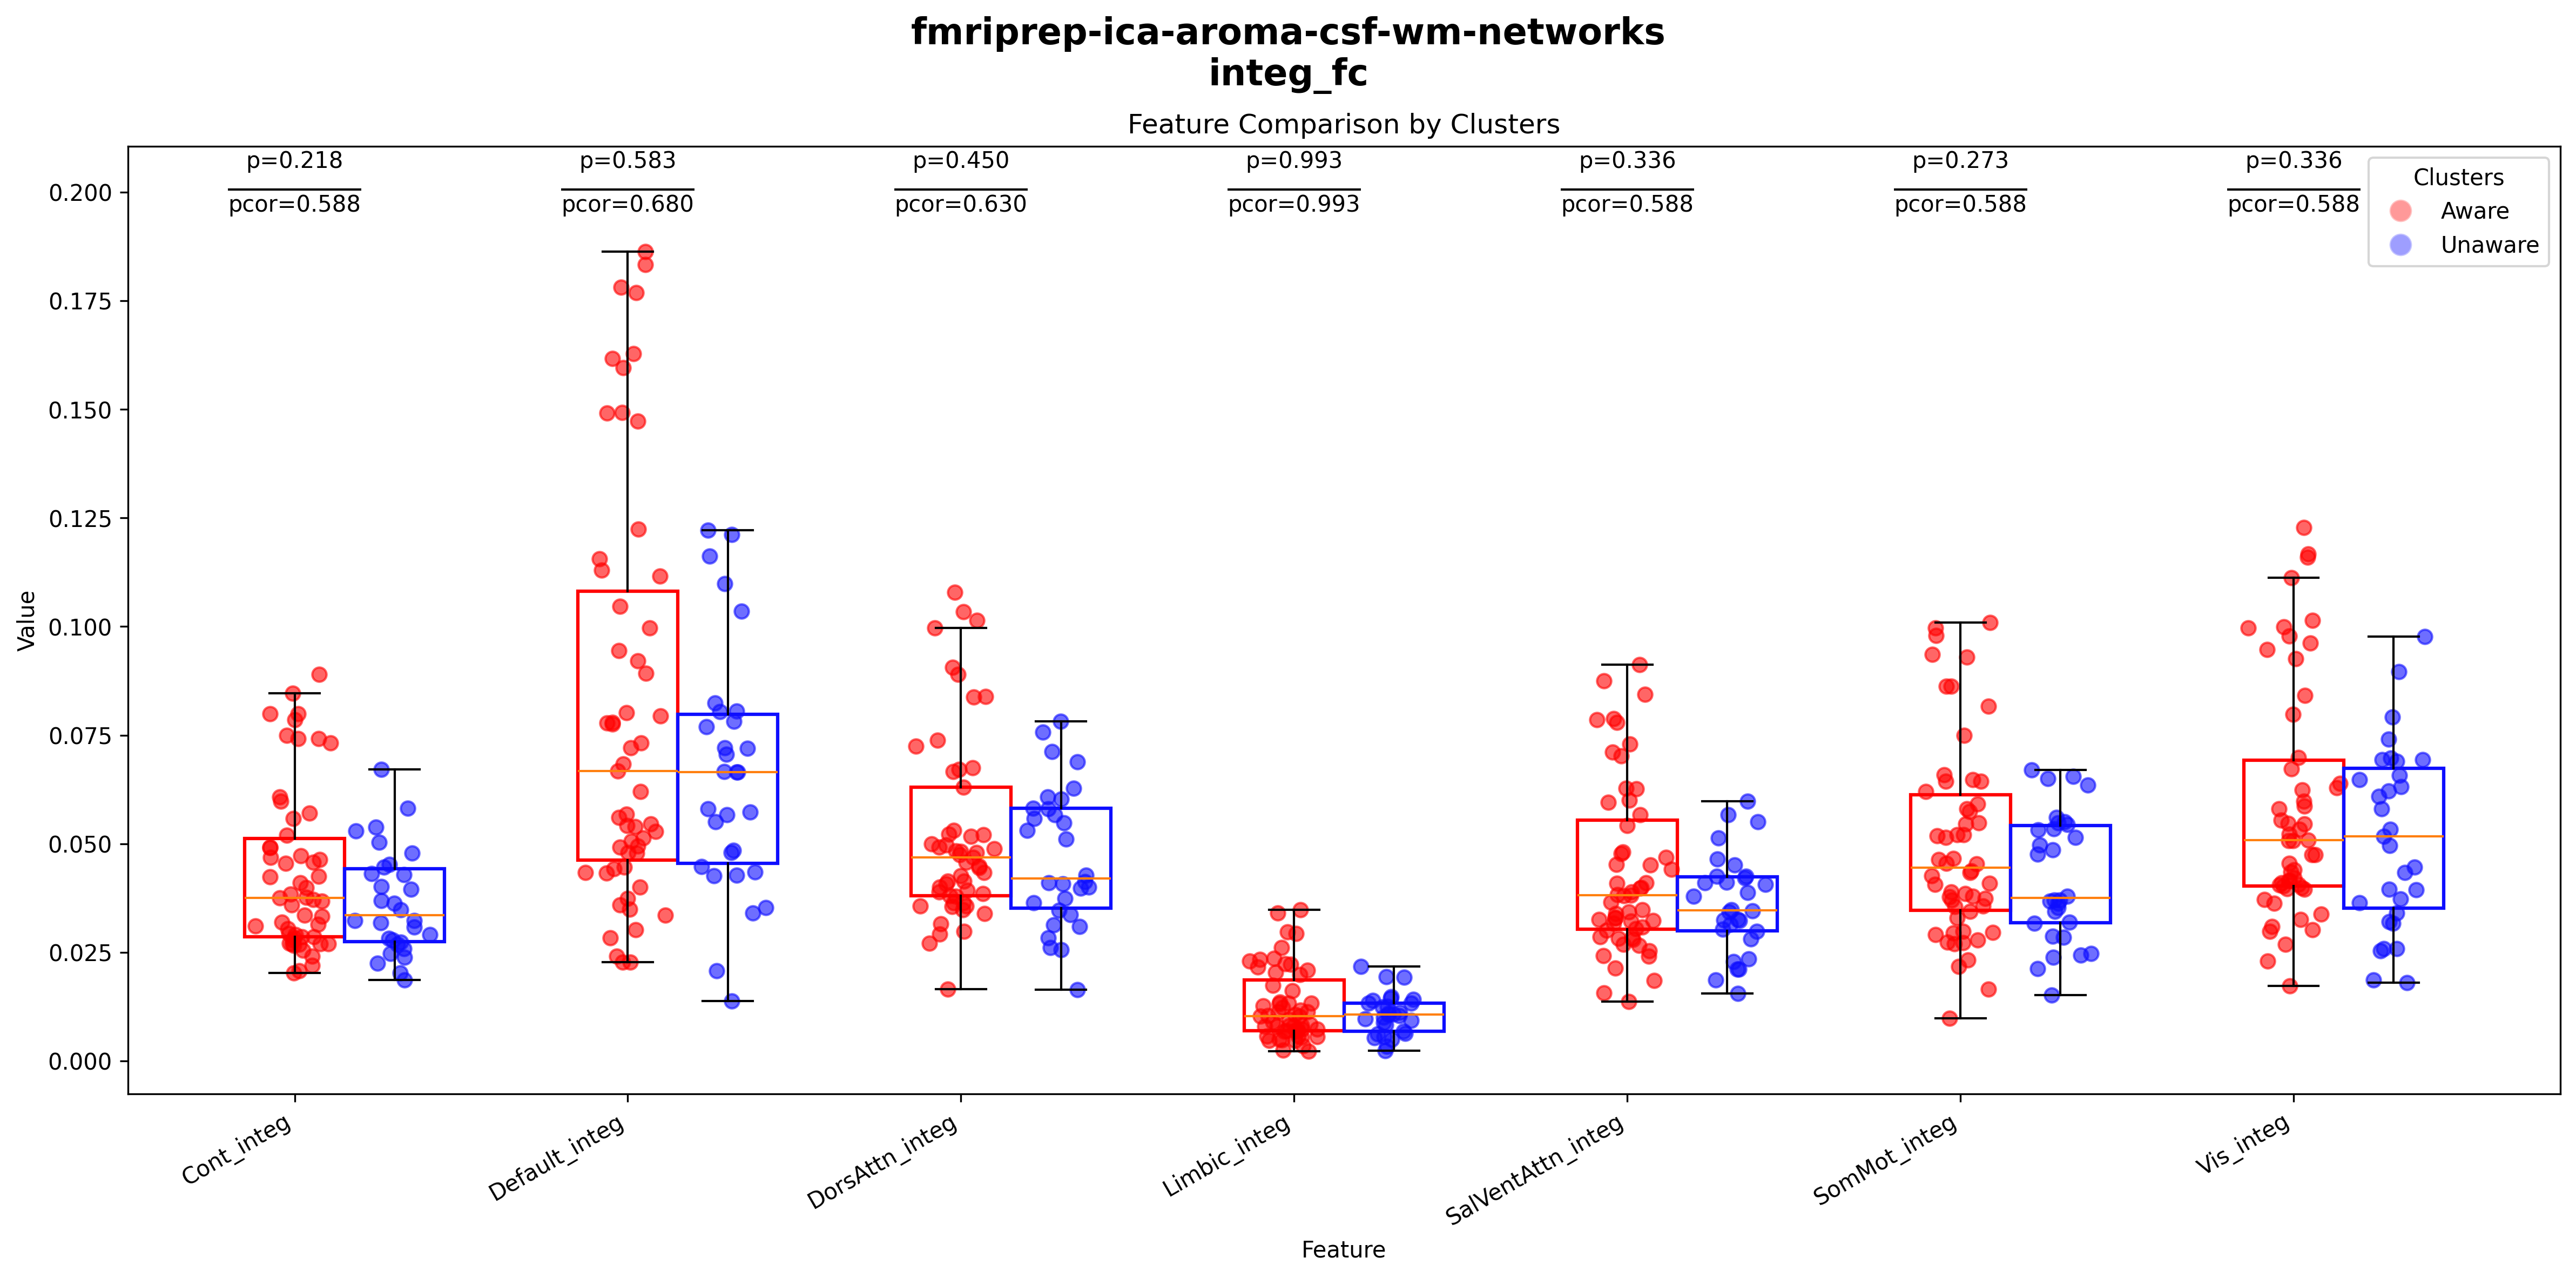 fmriprep-ica-aroma-csf-wm-networks
integ_fc
Feature Comparison by Clusters
p=0.218
pcor=0.588
p=0.583
pcor=0.680
p=0.450
pcor=0.630
p=0.993
pcor=0.993
p=0.336
pcor=0.588
p=0.273
pcor=0.588
p=0.336
pcor=0.588
Clusters
Aware
Unaware
Value
0.200
0.175
0.150
0.125
0.100
0.075
0.050
0.025
0.000
Cont_integ
Default_integ
DorsAttn_integ
Limbic_integ
SalVentAttn_integ
SomMot_integ
Vis_integ
Feature